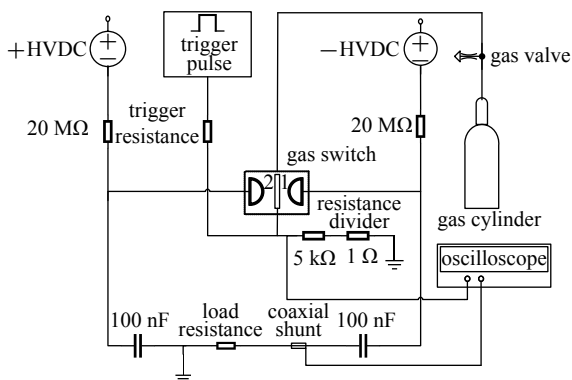 +HVDC
trigger
pulse
−HVDC
gas valve
20 MΩ
trigger
resistance
20 MΩ
gas switch
2 1
resistance
divider
gas cylinder
5 kΩ 1 Ω
oscilloscope
100 nF
load
resistance
coaxial
shunt
100 nF